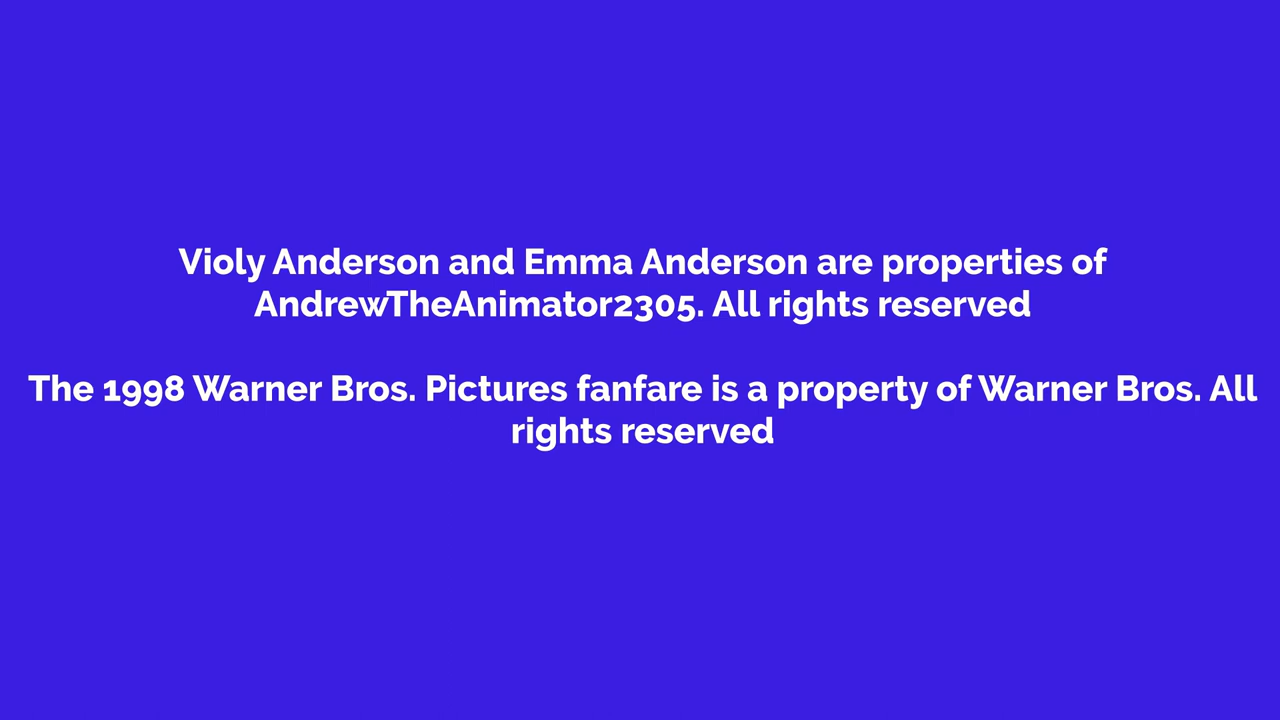 Violy Anderson and Emma Anderson are properties of
AndrewTheAnimator2305. All rights reserved
The 1998 Warner Bros. Pictures fanfare is a property of Warner Bros. All
rights reserved